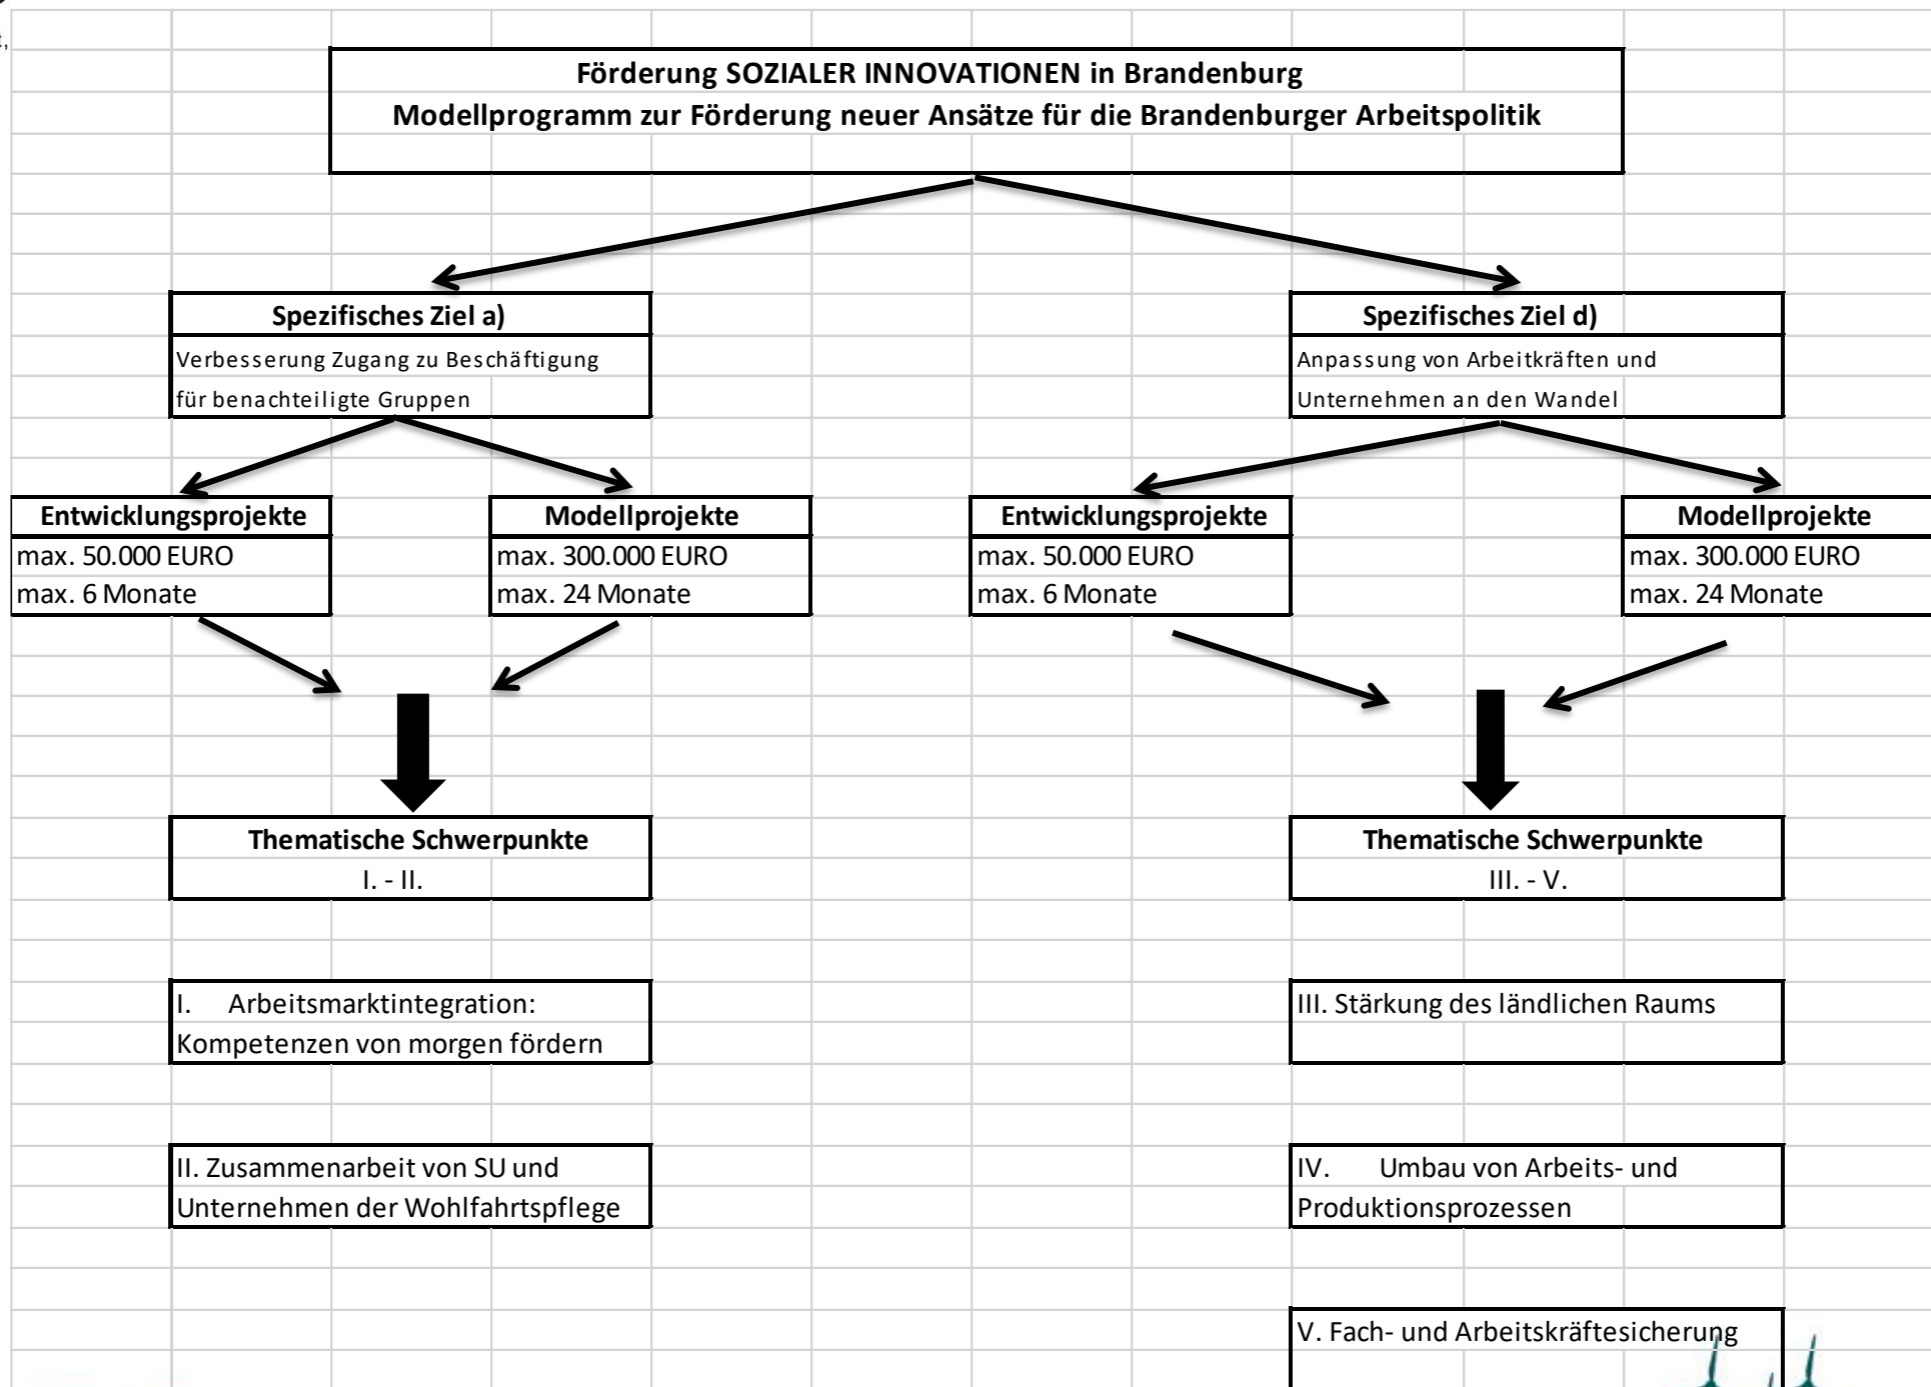 Förderung SOZIALER INNOVATIONEN in Brandenburg
Modellprogramm zur Förderung neuer Ansätze für die Brandenburger Arbeitspolitik
Spezifisches Ziel a)
Verbesserung Zugang zu Beschäftigung
für benachteiligte Gruppen
Spezifisches Ziel d)
Anpassung von Arbeitkräften und
Unternehmen an den Wandel
Entwicklungsprojekte
max. 50.000 EURO
max. 6 Monate
Modellprojekte
max. 300.000 EURO
max. 24 Monate
Entwicklungsprojekte
max. 50.000 EURO
max. 6 Monate
Modellprojekte
max. 300.000 EURO
max. 24 Monate
Thematische Schwerpunkte
I. - II.
Thematische Schwerpunkte
III. - V.
I. Arbeitsmarktintegration:
Kompetenzen von morgen fördern
III. Stärkung des ländlichen Raums
II. Zusammenarbeit von SU und
Unternehmen der Wohlfahrtspflege
IV. Umbau von Arbeits- und
Produktionsprozessen
V. Fach- und Arbeitskräftesicherung